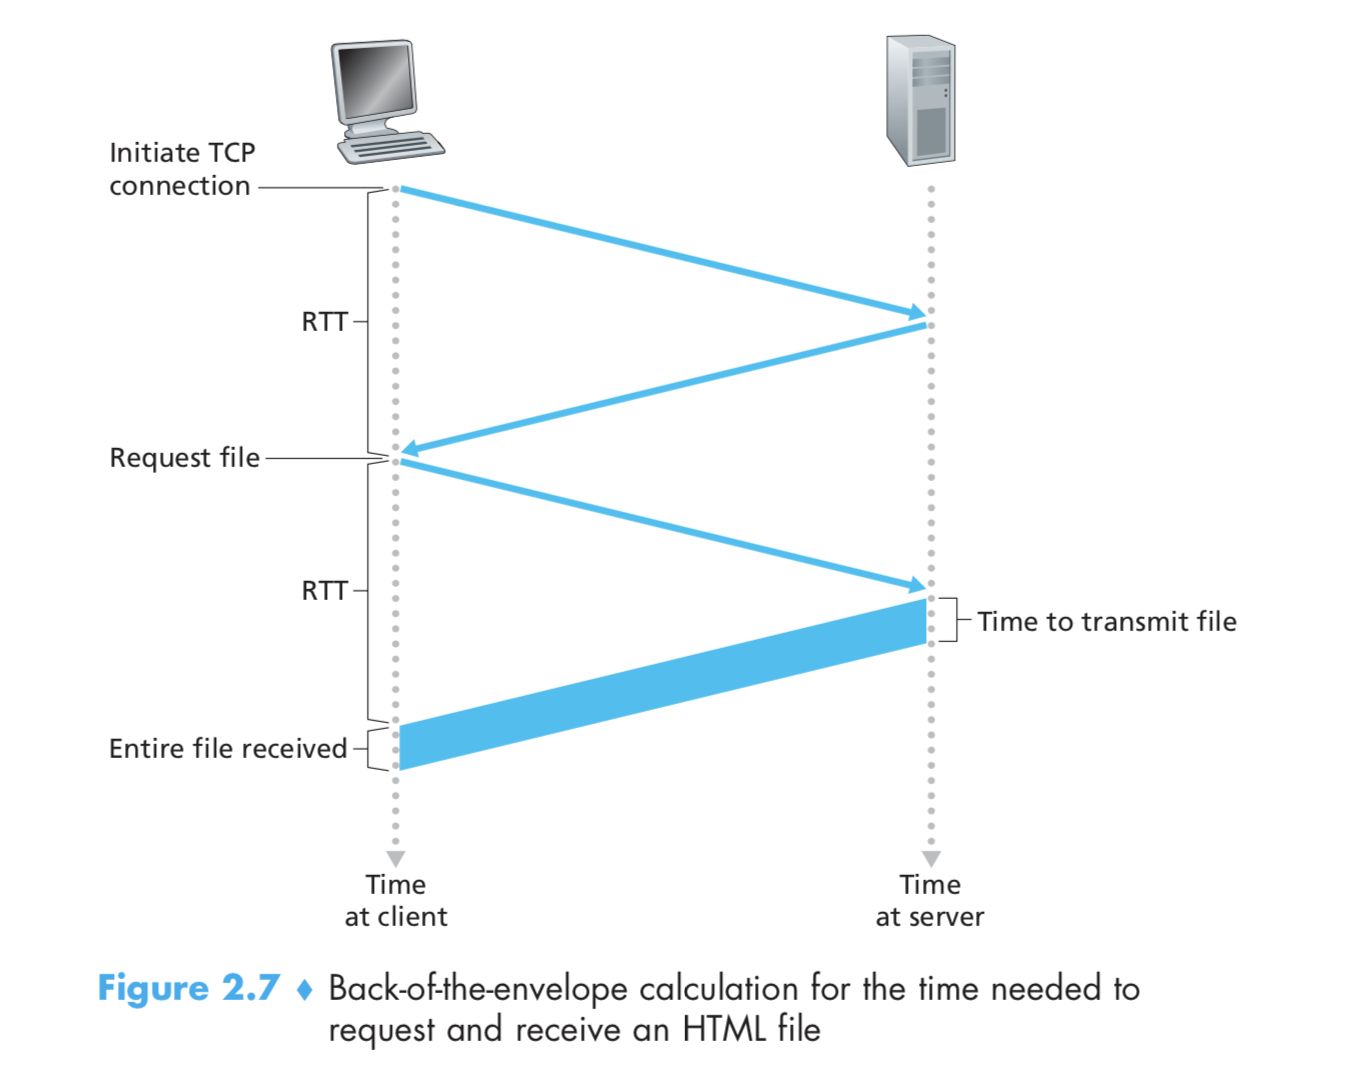 Initiate TCP
connection
RTT
Request file
RTT
Time to transmit file
Entire file received
Time
at client
Time
at server
Figure 2.7 ♦ Back-of-the-envelope calculation for the time needed to
request and receive an HTML file